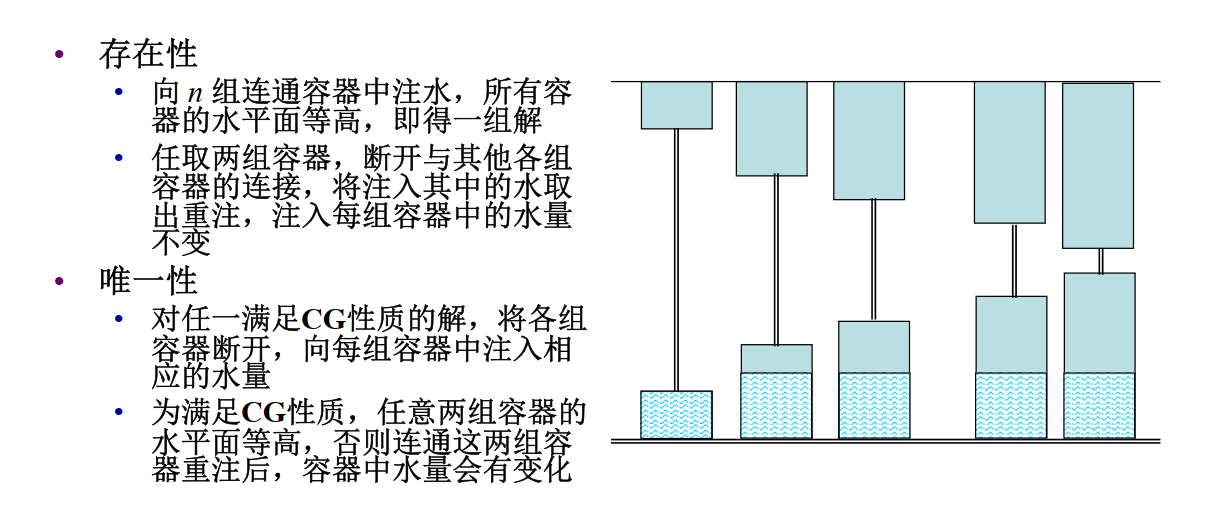 • 存在性
• 向 n 组连通容器中注水，所有容
器的水平面等高，即得一组解
• 任取两组容器，断开与其他各组
容器的连接，将注入其中的水取
出重注，注入每组容器中的水量
不变
• 唯一性
• 对任一满足CG性质的解，将各组
容器断开，向每组容器中注入相
应的水量
• 为满足CG性质，任意两组容器的
水平面等高，否则连通这两组容
器重注后，容器中水量会有变化